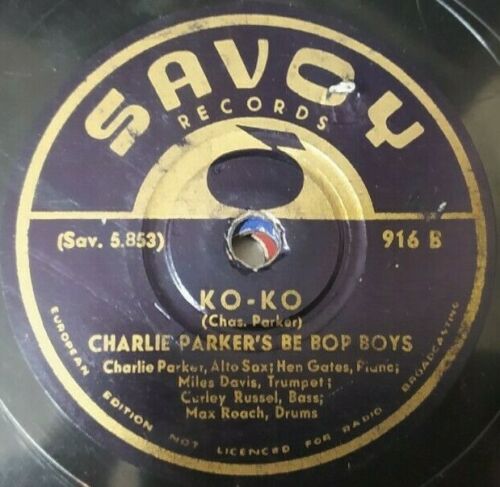 SAVOY
RECORDS
(Sav. 5.853)
916 B
KO-KO
(Chas. Parker)
CHARLIE PARKER'S BE BOP BOYS
Charlie Parker, Alto Sax; Hen Gates, Piano;
Miles Davis, Trumpet;
Curley Russel, Bass;
Max Roach, Drums
EUROPEAN EDITION NOT LICENCED FOR RADIO BROADCASTING